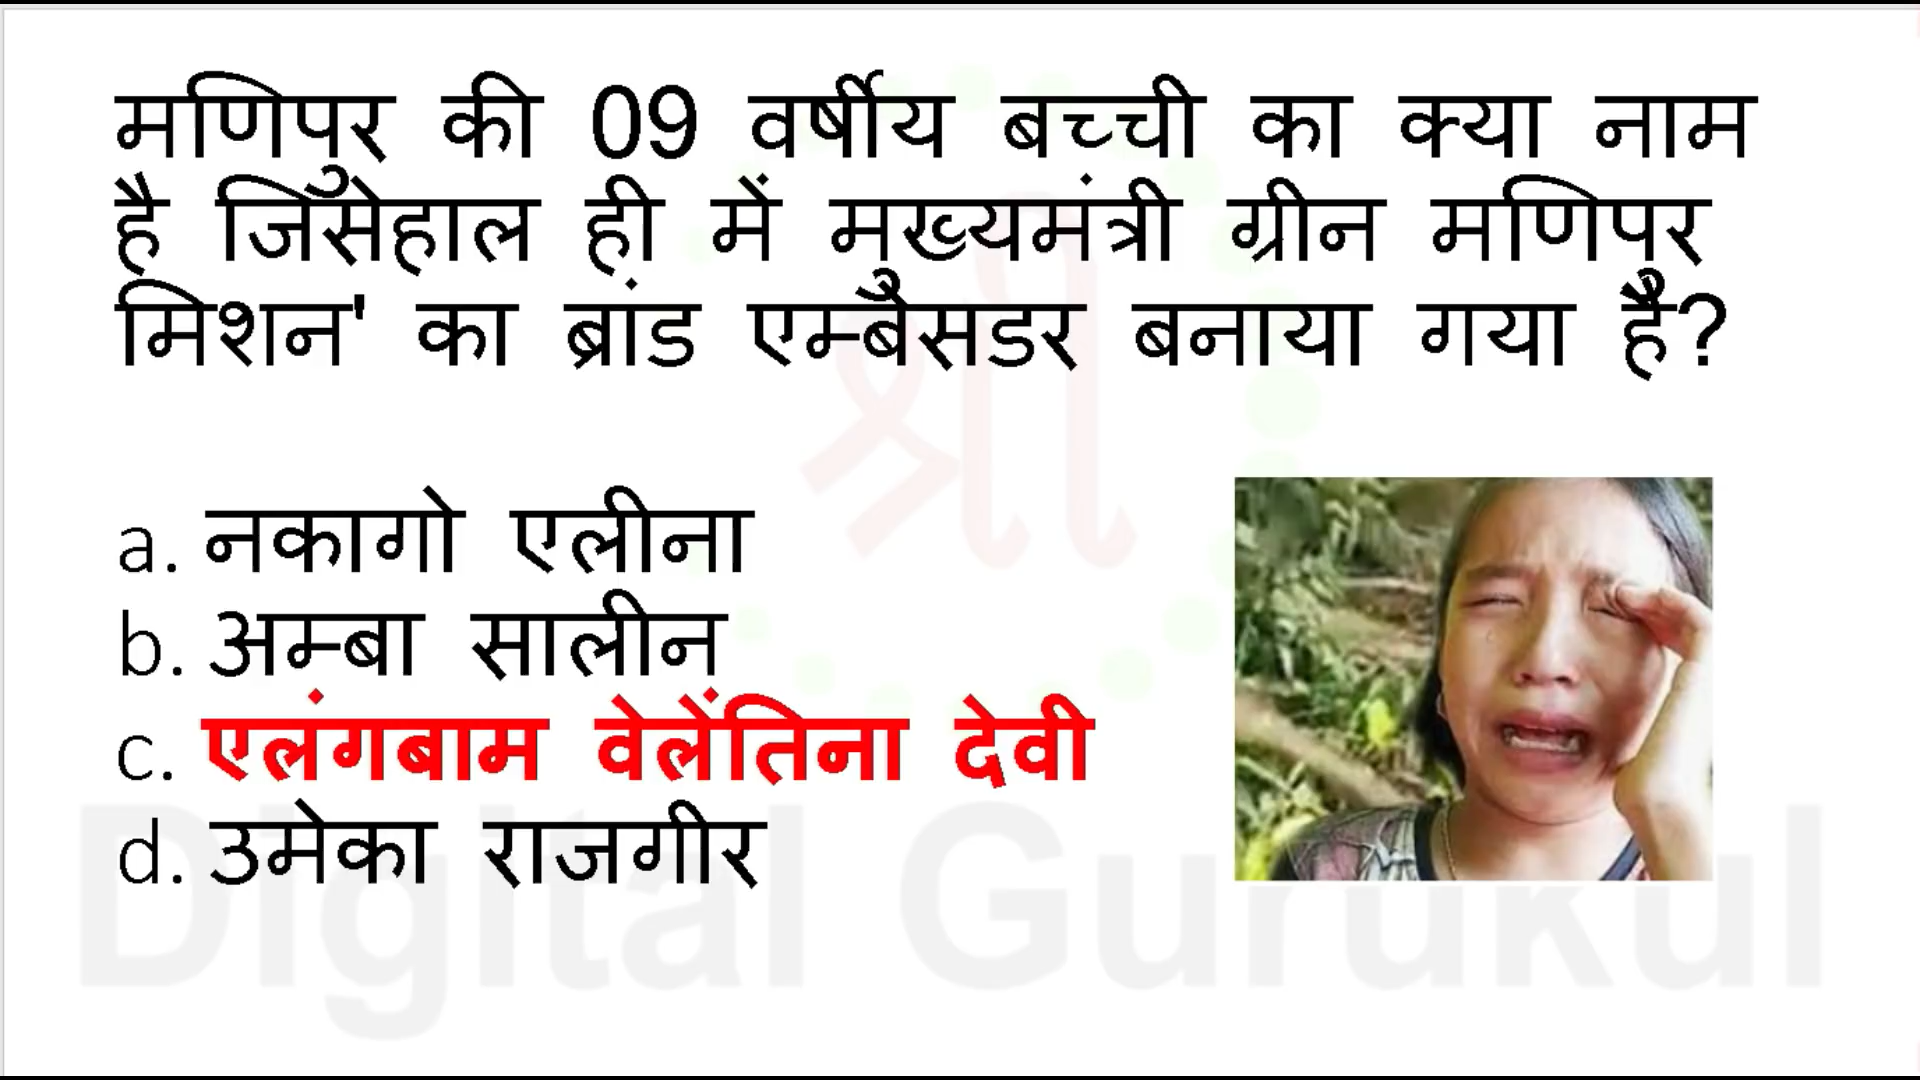 मणिपुर की 09 वर्षीय बच्ची का क्या नाम
है जिसेहाल ही में मुख्यमंत्री ग्रीन मणिपुर
मिशन' का ब्रांड एम्बैसडर बनाया गया है?
a. नकागो एलीना
b. अम्बा सालीन
c. एलंगबाम वेलेंतिना देवी
d. उमेका राजगीर
श्री
Digital Gurukul